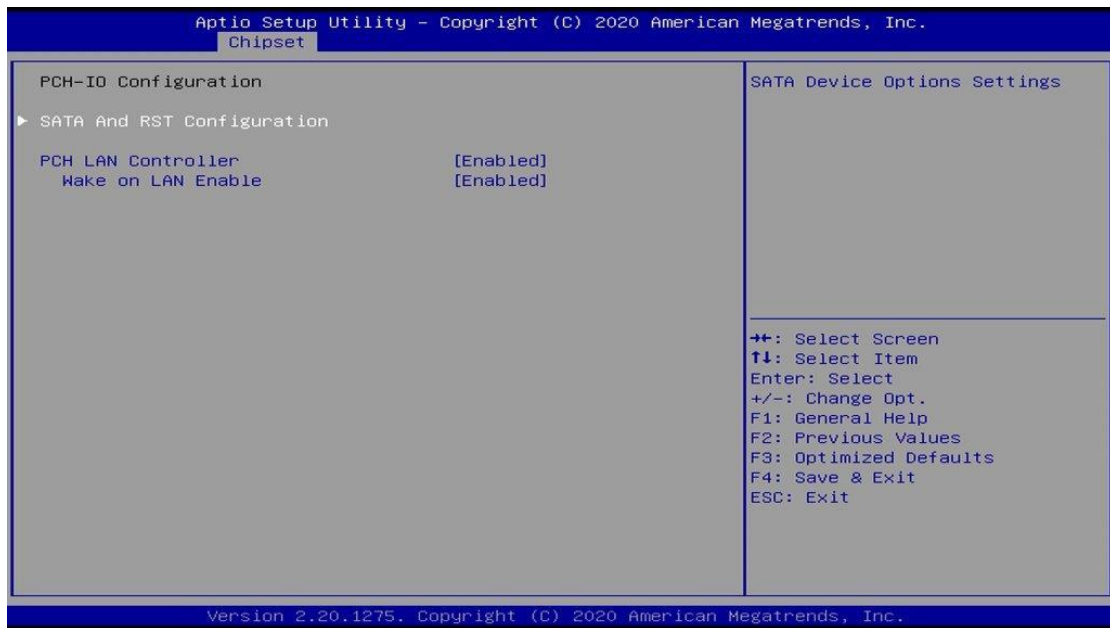 Aptio Setup Utility – Copyright (C) 2020 American Megatrends, Inc.
Chipset
PCH-IO Configuration
▶ SATA And RST Configuration
PCH LAN Controller [Enabled]
Wake on LAN Enable [Enabled]
SATA Device Options Settings
→←: Select Screen
↑↓: Select Item
Enter: Select
+/-: Change Opt.
F1: General Help
F2: Previous Values
F3: Optimized Defaults
F4: Save & Exit
ESC: Exit
Version 2.20.1275. Copyright (C) 2020 American Megatrends, Inc.